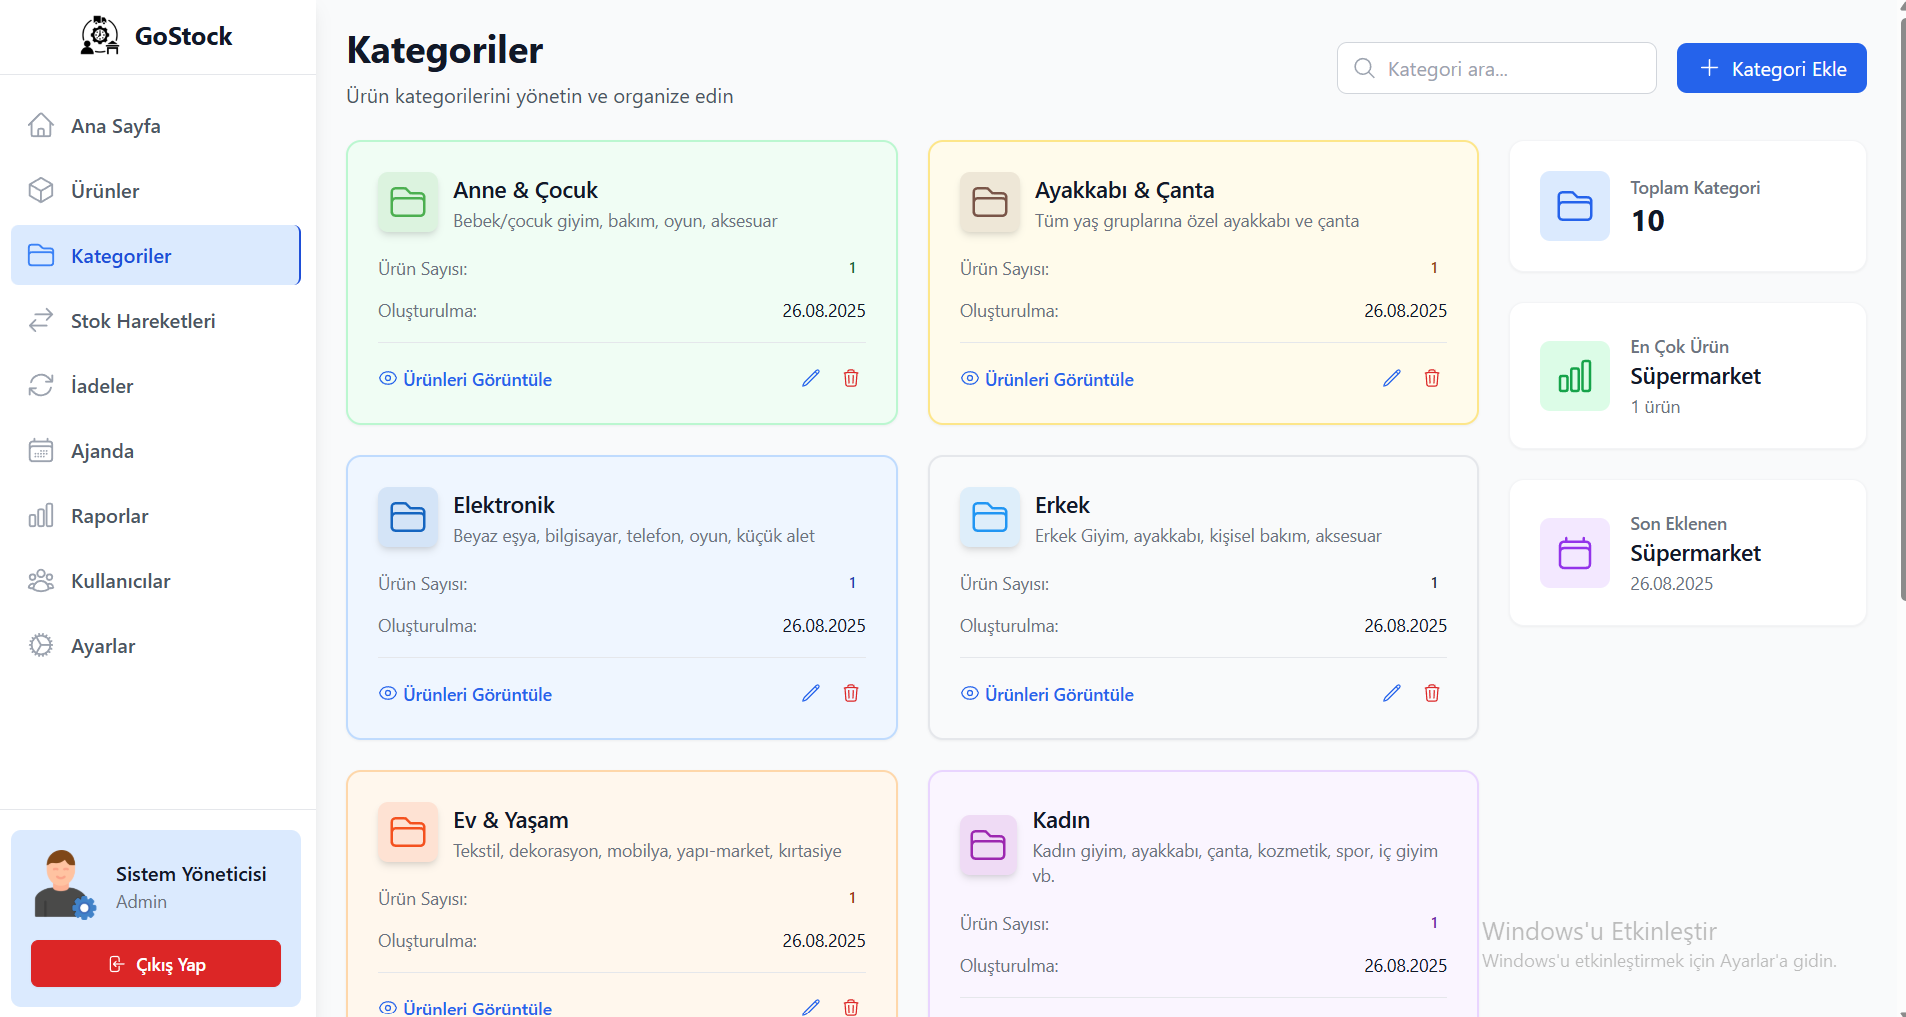 GoStock
Ana Sayfa
Ürünler
Kategoriler
Stok Hareketleri
İadeler
Ajanda
Raporlar
Kullanıcılar
Ayarlar
Sistem Yöneticisi
Admin
Çıkış Yap
Kategoriler
Ürün kategorilerini yönetin ve organize edin
Kategori ara...
Kategori Ekle
Anne & Çocuk
Bebek/çocuk giyim, bakım, oyun, aksesuar
Ürün Sayısı: 1
Oluşturulma: 26.08.2025
Ürünleri Görüntüle
Ayakkabı & Çanta
Tüm yaş gruplarına özel ayakkabı ve çanta
Ürün Sayısı: 1
Oluşturulma: 26.08.2025
Ürünleri Görüntüle
Elektronik
Beyaz eşya, bilgisayar, telefon, oyun, küçük alet
Ürün Sayısı: 1
Oluşturulma: 26.08.2025
Ürünleri Görüntüle
Erkek
Erkek Giyim, ayakkabı, kişisel bakım, aksesuar
Ürün Sayısı: 1
Oluşturulma: 26.08.2025
Ürünleri Görüntüle
Ev & Yaşam
Tekstil, dekorasyon, mobilya, yapı-market, kırtasiye
Ürün Sayısı: 1
Oluşturulma: 26.08.2025
Ürünleri Görüntüle
Kadın
Kadın giyim, ayakkabı, çanta, kozmetik, spor, iç giyim
vb.
Ürün Sayısı: 1
Oluşturulma: 26.08.2025
Toplam Kategori
10
En Çok Ürün
Süpermarket
1 ürün
Son Eklenen
Süpermarket
26.08.2025
Windows'u Etkinleştir
Windows'u etkinleştirmek için Ayarlar'a gidin.